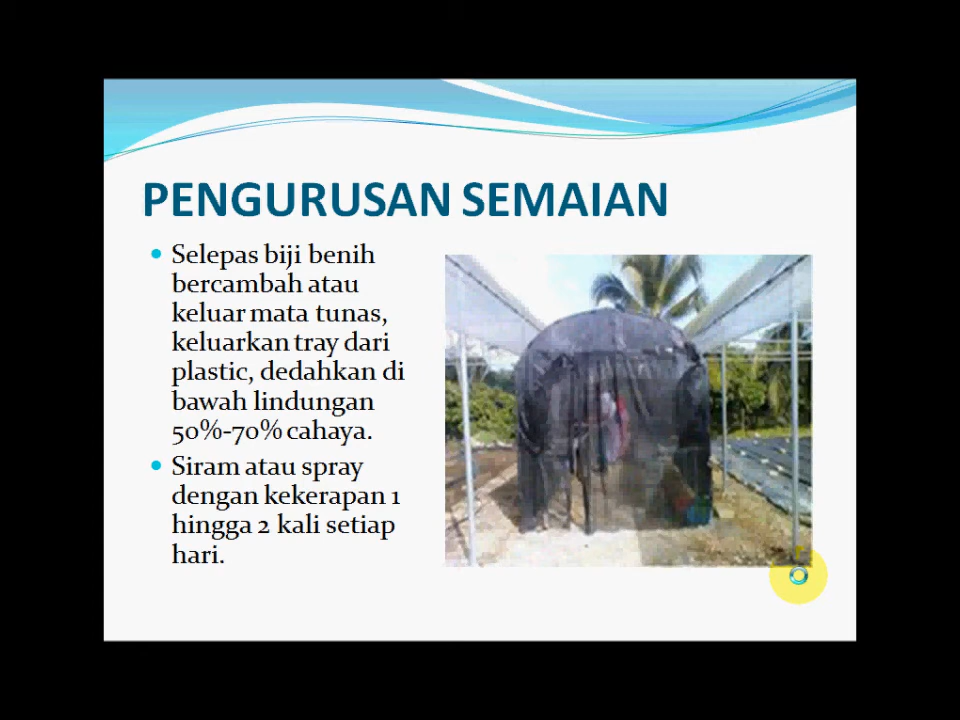 PENGURUSAN SEMAIAN
Selepas biji benih
bercambah atau
keluar mata tunas,
keluarkan tray dari
plastic, dedahkan di
bawah lindungan
50%-70% cahaya.
Siram atau spray
dengan kekerapan 1
hingga 2 kali setiap
hari.